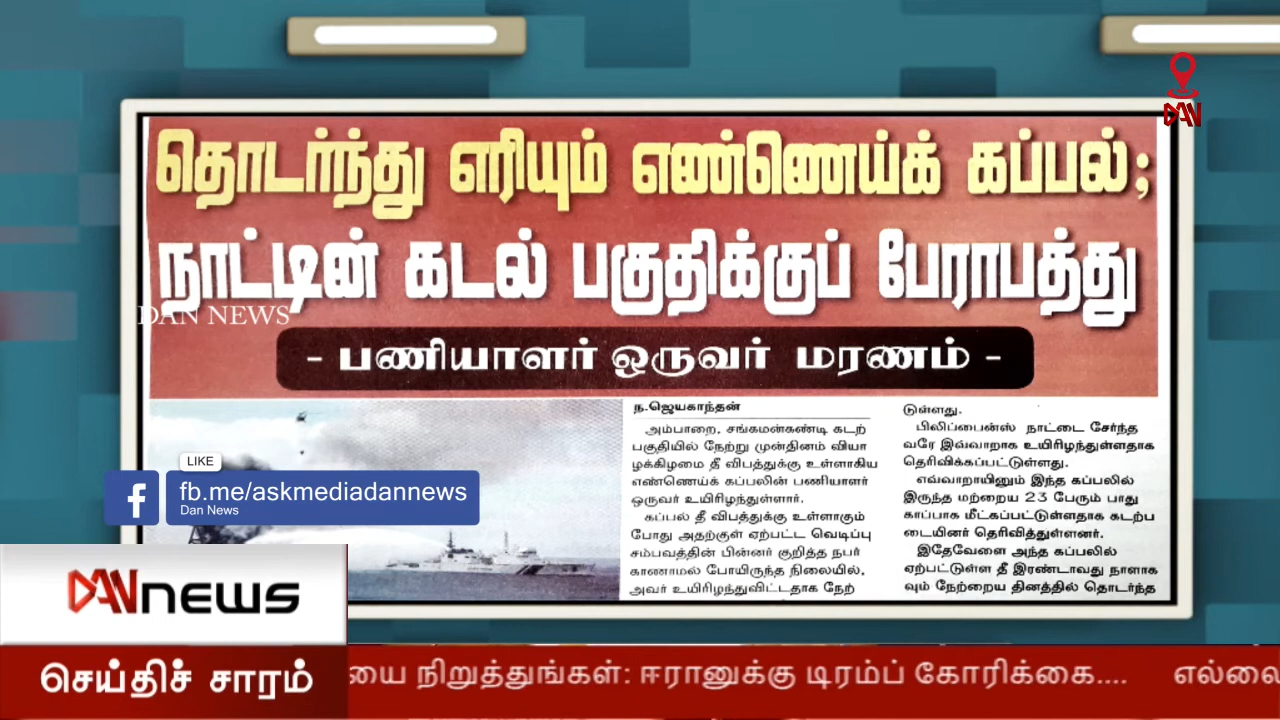 DAN
தொடர்ந்து எரியும் எண்ணெய்க் கப்பல்;
நாட்டின் கடல் பகுதிக்குப் பேராபத்து
DAN NEWS
- பணியாளர் ஒருவர் மரணம் -
ந.ஜெயகாந்தன்
அம்பாறை, சங்கமன்கண்டி கடற்
பகுதியில் நேற்று முன்தினம் வியா
ழக்கிழமை தீ விபத்துக்கு உள்ளாகிய
எண்ணெய்க் கப்பலின் பணியாளர்
ஒருவர் உயிரிழந்துள்ளார்.
கப்பல் தீ விபத்துக்கு உள்ளாகும்
போது அதற்குள் ஏற்பட்ட வெடிப்பு
சம்பவத்தின் பின்னர் குறித்த நபர்
காணாமல் போயிருந்த நிலையில்,
அவர் உயிரிழந்துவிட்டதாக நேற்
டுள்ளது.
பிலிப்பைன்ஸ் நாட்டை சேர்ந்த
வரே இவ்வாறாக உயிரிழந்துள்ளதாக
தெரிவிக்கப்பட்டுள்ளது.
எவ்வாறாயினும் இந்த கப்பலில்
இருந்த மற்றைய 23 பேரும் பாது
காப்பாக மீட்கப்பட்டுள்ளதாக கடற்ப
டையினர் தெரிவித்துள்ளனர்.
இதேவேளை அந்த கப்பலில்
ஏற்பட்டுள்ள தீ இரண்டாவது நாளாக
வும் நேற்றைய தினத்தில் தொடர்ந்த
LIKE
f
fb.me/askmediadannews
Dan News
DAN news
செய்திச் சாரம்
யை நிறுத்துங்கள்: ஈரானுக்கு டிரம்ப் கோரிக்கை.... எல்லை